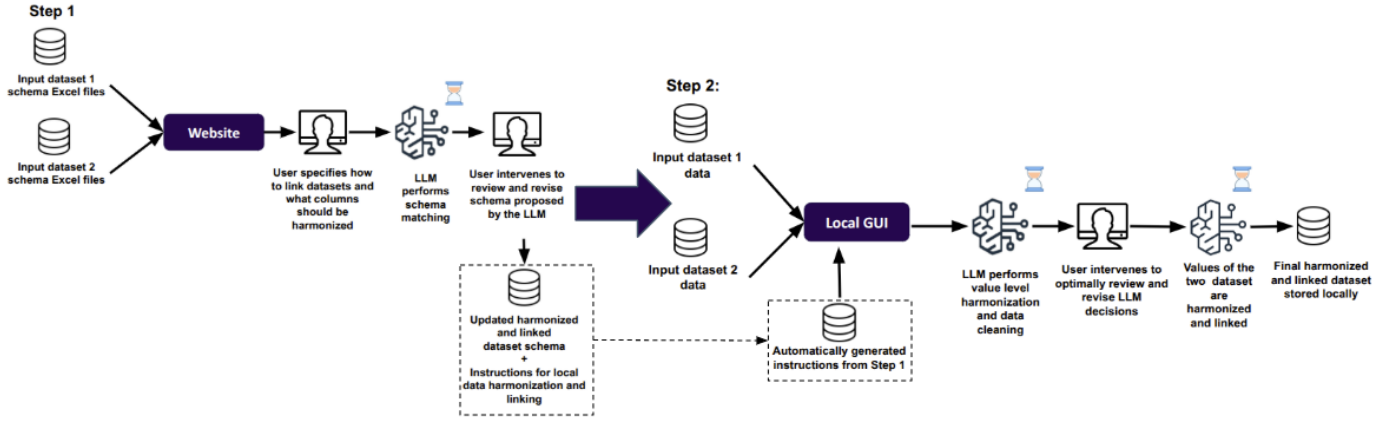 Step 1
Input dataset 1
schema Excel files
Input dataset 2
schema Excel files
Website
User specifies how
to link datasets and
what columns
should be
harmonized
LLM
performs
schema
matching
User intervenes to
review and revise
schema proposed
by the LLM
Updated harmonized
and linked
dataset schema
+
Instructions for local
data harmonization and
linking
Step 2:
Input dataset 1
data
Input dataset 2
data
Local GUI
Automatically generated
instructions from Step 1
LLM performs
value level
harmonization
and data
cleaning
User intervenes to
optimally review and
revise LLM
decisions
Values of the
two dataset
are
harmonized
and linked
Final harmonized
and linked dataset
stored locally